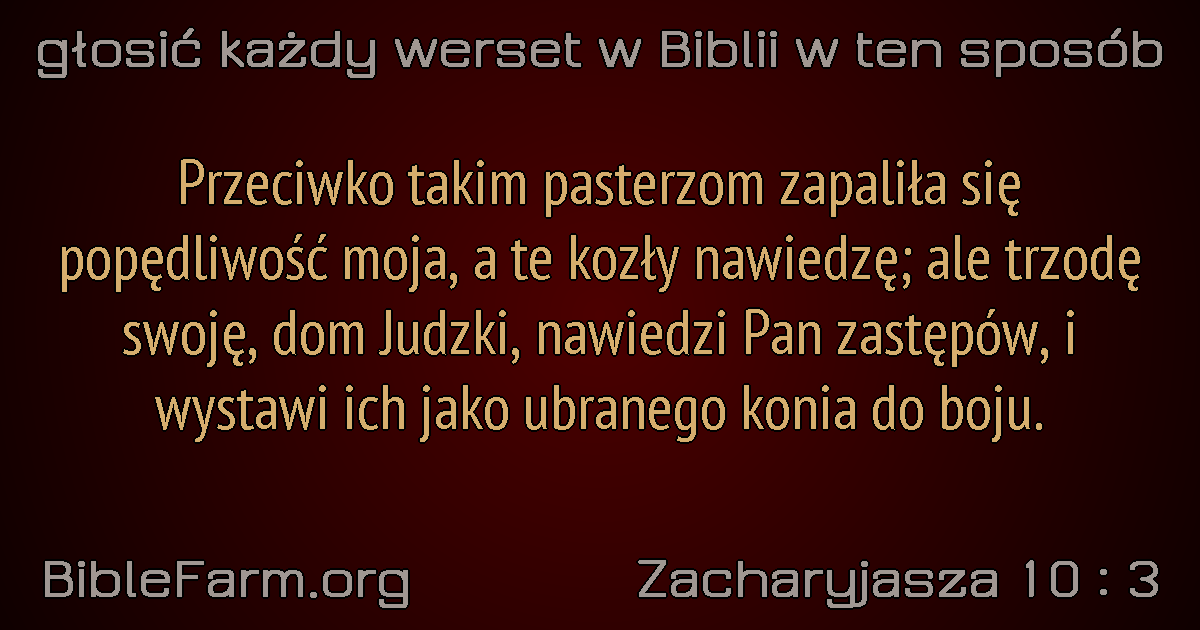 głosić każdy werset w Biblii w ten sposób
Przeciwko takim pasterzom zapaliła się
popędliwość moja, a te kozły nawiedzę; ale trzodę
swoję, dom Judzki, nawiedzi Pan zastępów, i
wystawi ich jako ubranego konia do boju.
BibleFarm.org
Zacharyjasza 10 : 3